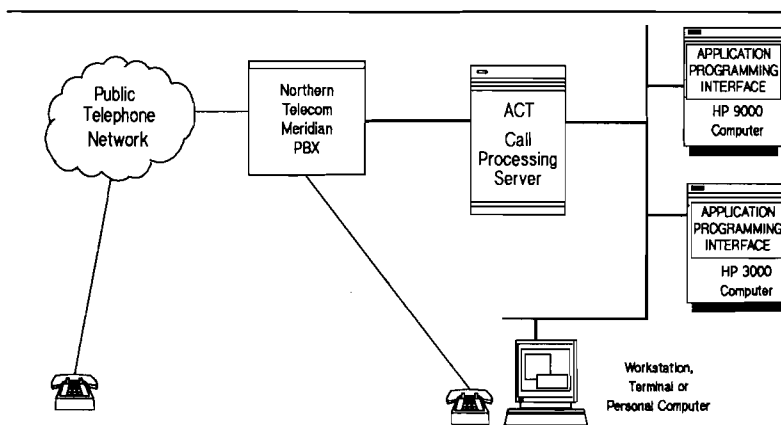 Public
Telephone
Network
Northern
Telecom
Meridian
PBX
ACT
Call
Processing
Server
APPLICATION
PROGRAMMING
INTERFACE
HP 9000
Computer
APPLICATION
PROGRAMMING
INTERFACE
HP 3000
Computer
Workstation,
Terminal or
Personal Computer